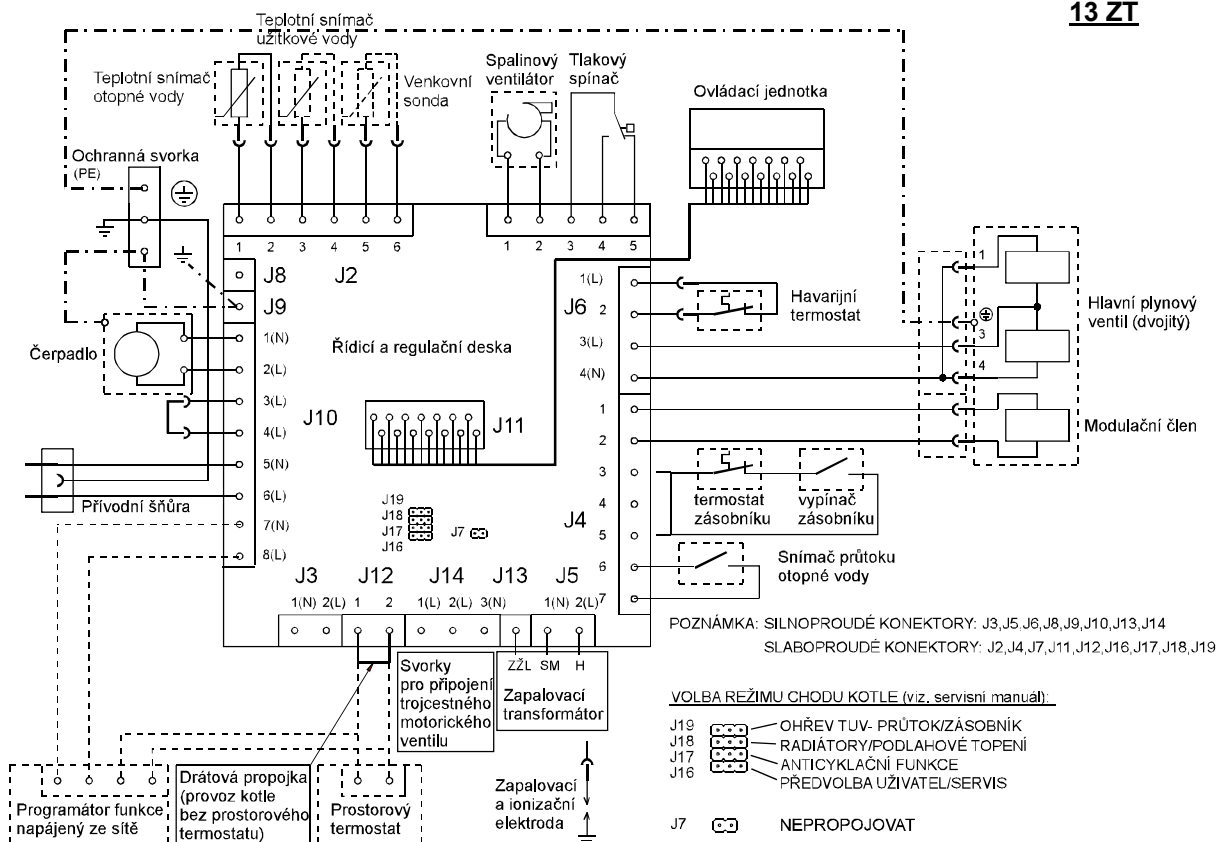 13 ZT
Teplotní snímač
užitkové vody
Teplotní snímač
otopné vody
Venkovní
sonda
Spalinový
ventilátor
Tlakový
spínač
Ovládací jednotka
Ochranná svorka
(PE)
1 2 3 4 5 6
1 2 3 4 5
J8
J2
J9
1(N)
2(L)
3(L)
4(L)
5(N)
6(L)
7(N)
8(L)
J10
Čerpadlo
Přívodní šňůra
Řídicí a regulační deska
J11
J6
1(L)
2
3(L)
4(N)
Havarijní
termostat
1
3
4
Hlavní plynový
ventil (dvojitý)
Modulační člen
1
2
3
4
5
6
7
J4
termostat
zásobníku
vypínač
zásobníku
Snímač průtoku
otopné vody
J19
J18
J17
J16
J7
J3 J12 J14 J13 J5
1(N) 2(L) 1 2 1(L) 2(L) 3(N) 1(N) 2(L)
ZŽL SM H
Svorky
pro připojení
trojcestného
motorického
ventilu
Zapalovací
transformátor
POZNÁMKA: SILNOPROUDÉ KONEKTORY: J3,J5,J6,J8,J9,J10,J13,J14
SLABOPROUDÉ KONEKTORY: J2,J4,J7,J11,J12,J16,J17,J18,J19
VOLBA REŽIMU CHODU KOTLE (viz. servisní manuál):
J19 OHŘEV TUV- PRŮTOK/ZÁSOBNÍK
J18 RADIÁTORY/PODLAHOVÉ TOPENÍ
J17 ANTICYKLAČNÍ FUNKCE
J16 PŘEDVOLBA UŽIVATEL/SERVIS
J7 NEPROPOJOVAT
Programátor funkce
napájený ze sítě
Drátová propojka
(provoz kotle
bez prostorového
termostatu)
Prostorový
termostat
Zapalovací
a ionizační
elektroda